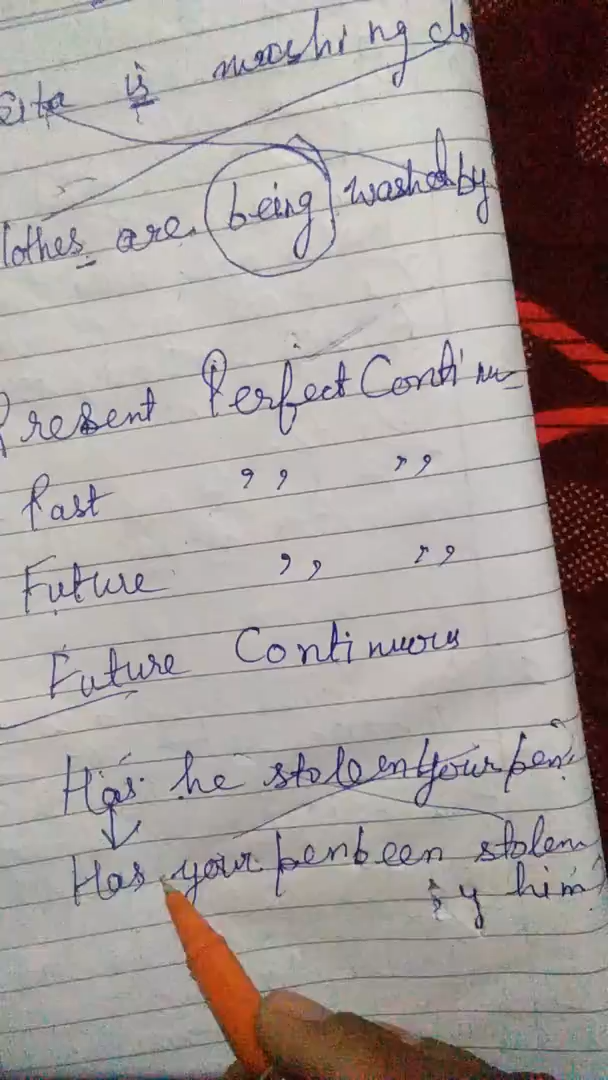 Sita is washing clo
lothes are being washed by
Present Perfect Continu
Past ,, ,,
Future ,, ,,
Future Continuous
Has he stolen your pen.
Has your pen been stolen
by him